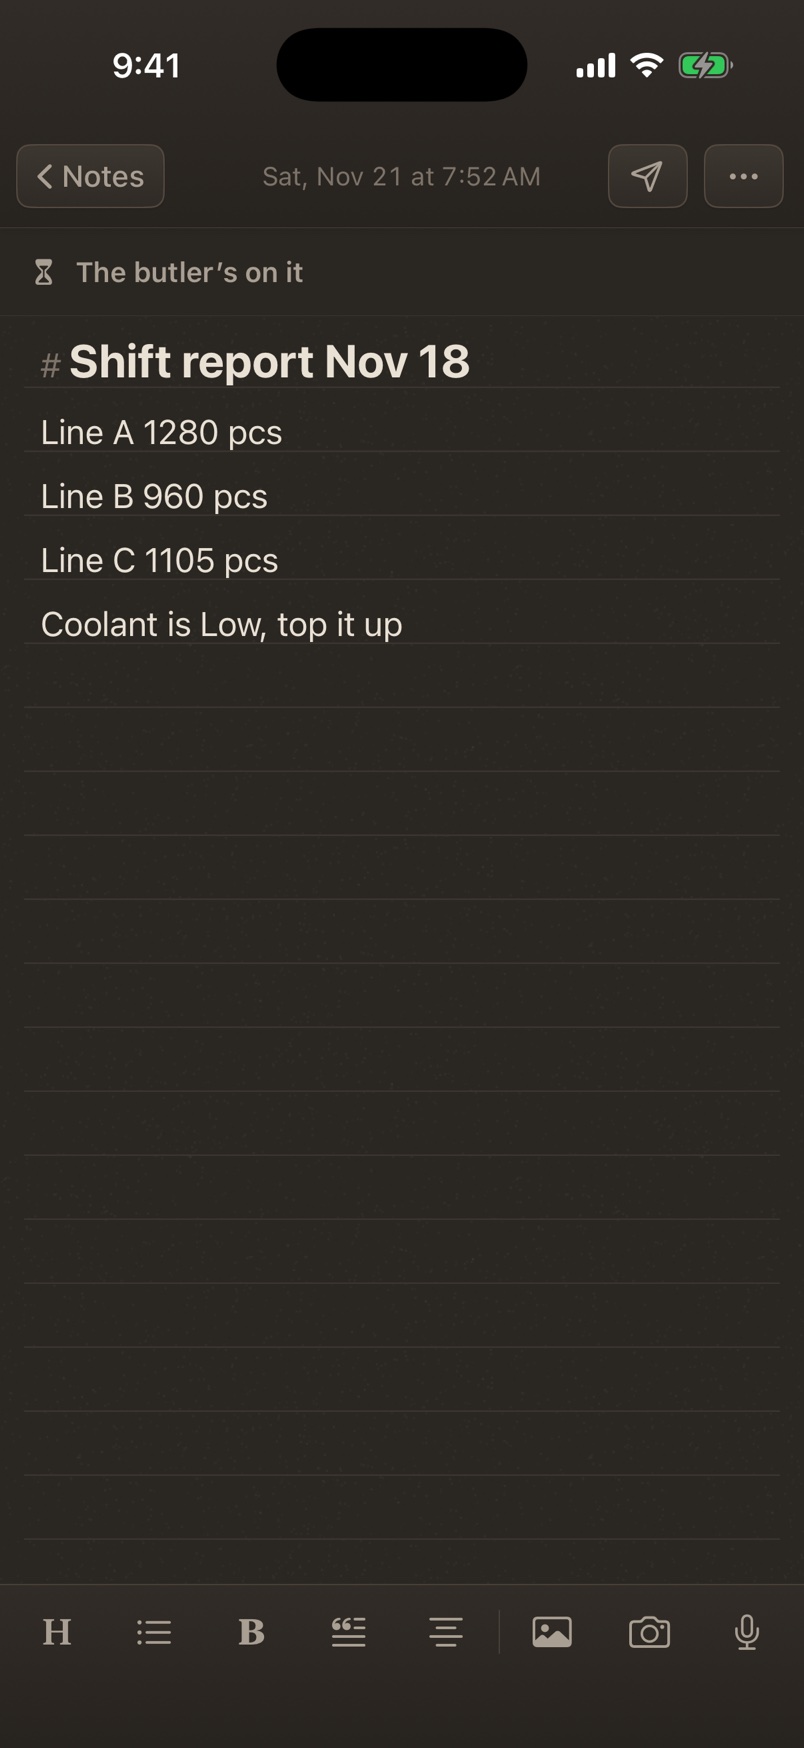 9:41
Notes
Sat, Nov 21 at 7:52 AM
The butler's on it
# Shift report Nov 18
Line A 1280 pcs
Line B 960 pcs
Line C 1105 pcs
Coolant is Low, top it up
H
B